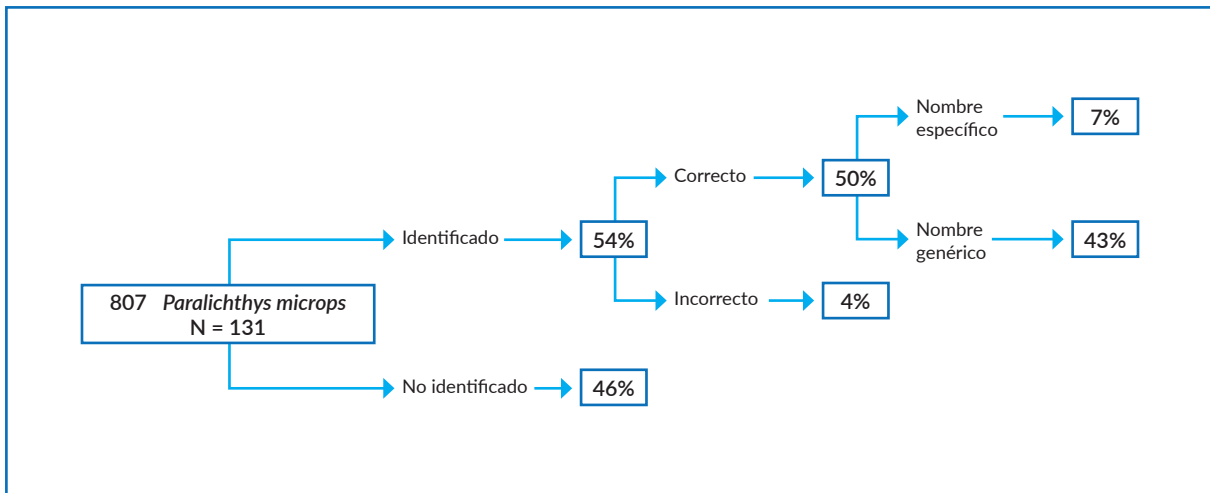 Nombre
específico
7%
Correcto
50%
Identificado
54%
Nombre
genérico
43%
Incorrecto
4%
807 Paralichthys microps
N = 131
No identificado
46%